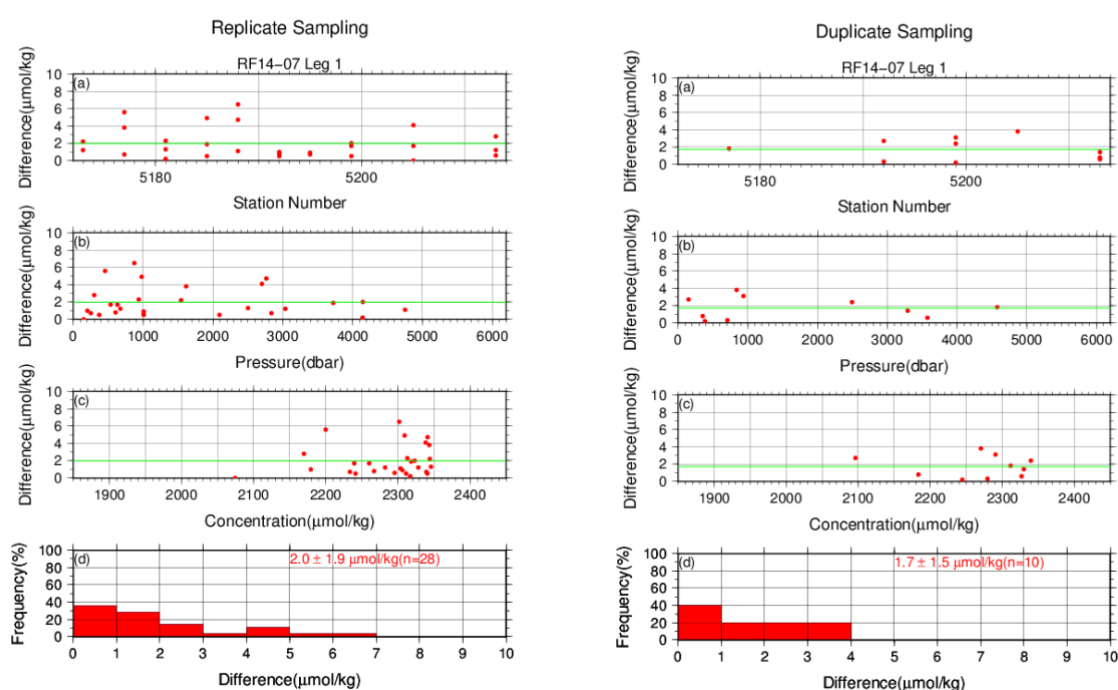 Replicate Sampling
RF14−07 Leg 1
(a)
Difference(μmol/kg)
0 2 4 6 8 10
5180 5200
Station Number
(b)
Difference(μmol/kg)
0 2 4 6 8 10
0 1000 2000 3000 4000 5000 6000
Pressure(dbar)
(c)
Difference(μmol/kg)
0 2 4 6 8 10
1900 2000 2100 2200 2300 2400
Concentration(μmol/kg)
(d)
2.0 ± 1.9 μmol/kg(n=28)
Frequency(%)
0 20 40 60 80 100
0 1 2 3 4 5 6 7 8 9 10
Difference(μmol/kg)
Duplicate Sampling
RF14−07 Leg 1
(a)
Difference(μmol/kg)
0 2 4 6 8 10
5180 5200
Station Number
(b)
Difference(μmol/kg)
0 2 4 6 8 10
0 1000 2000 3000 4000 5000 6000
Pressure(dbar)
(c)
Difference(μmol/kg)
0 2 4 6 8 10
1900 2000 2100 2200 2300 2400
Concentration(μmol/kg)
(d)
1.7 ± 1.5 μmol/kg(n=10)
Frequency(%)
0 20 40 60 80 100
0 1 2 3 4 5 6 7 8 9 10
Difference(μmol/kg)